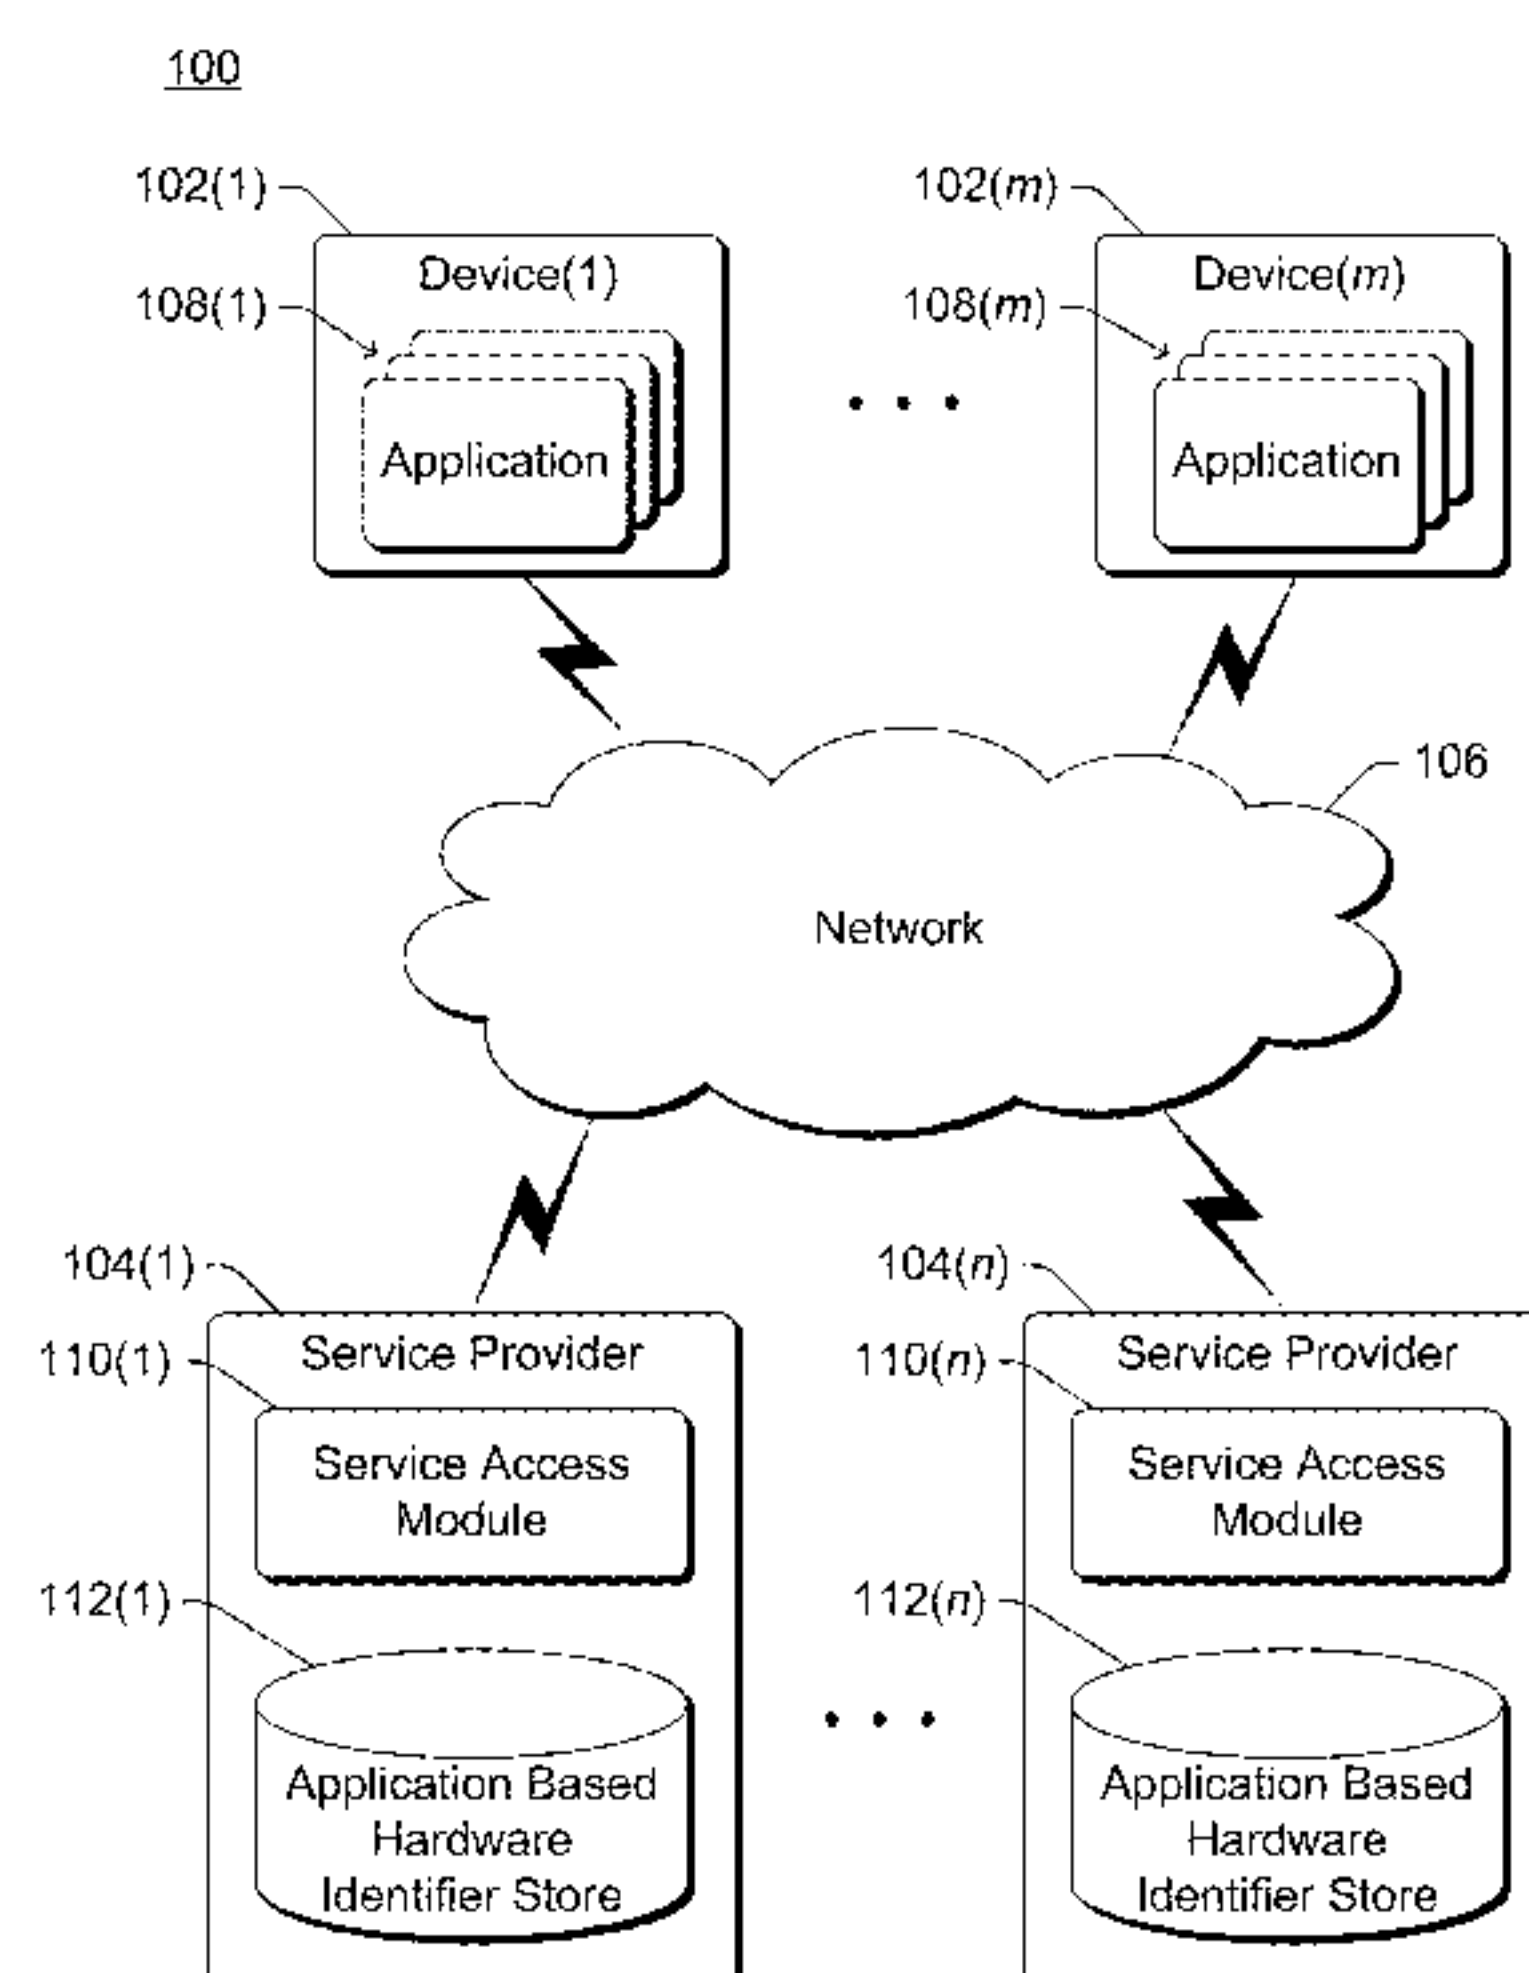 100
102(1)
102(m)
Device(1)
Device(m)
108(1)
108(m)
Application
Application
106
Network
104(1)
104(n)
Service Provider
Service Provider
110(1)
110(n)
Service Access
Module
Service Access
Module
112(1)
112(n)
Application Based
Hardware
Identifier Store
Application Based
Hardware
Identifier Store